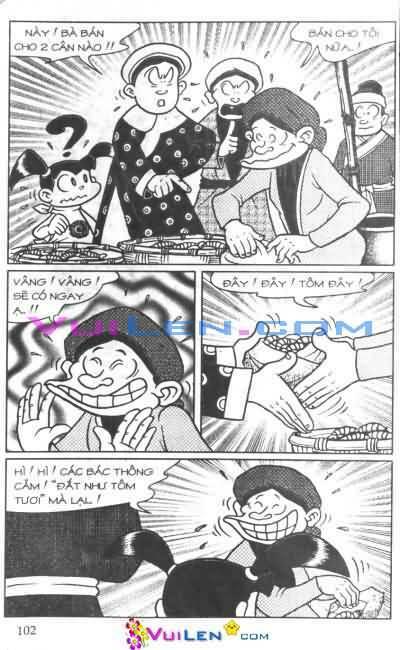 NÀY! BÀ BÁN
CHO 2 CÂN NÀO!!
BÁN CHO TÔI
NỮA..!
?
VÂNG! VÂNG!
SẼ CÓ NGAY
Ạ..!!
ĐÂY! ĐÂY! TÔM ĐÂY!
VUILEN.COM
HÌ! HÌ! CÁC BÁC THÔNG
CẢM! "ĐẮT NHƯ TÔM
TƯƠI" MÀ LẠI..!
102
VUILEN COM